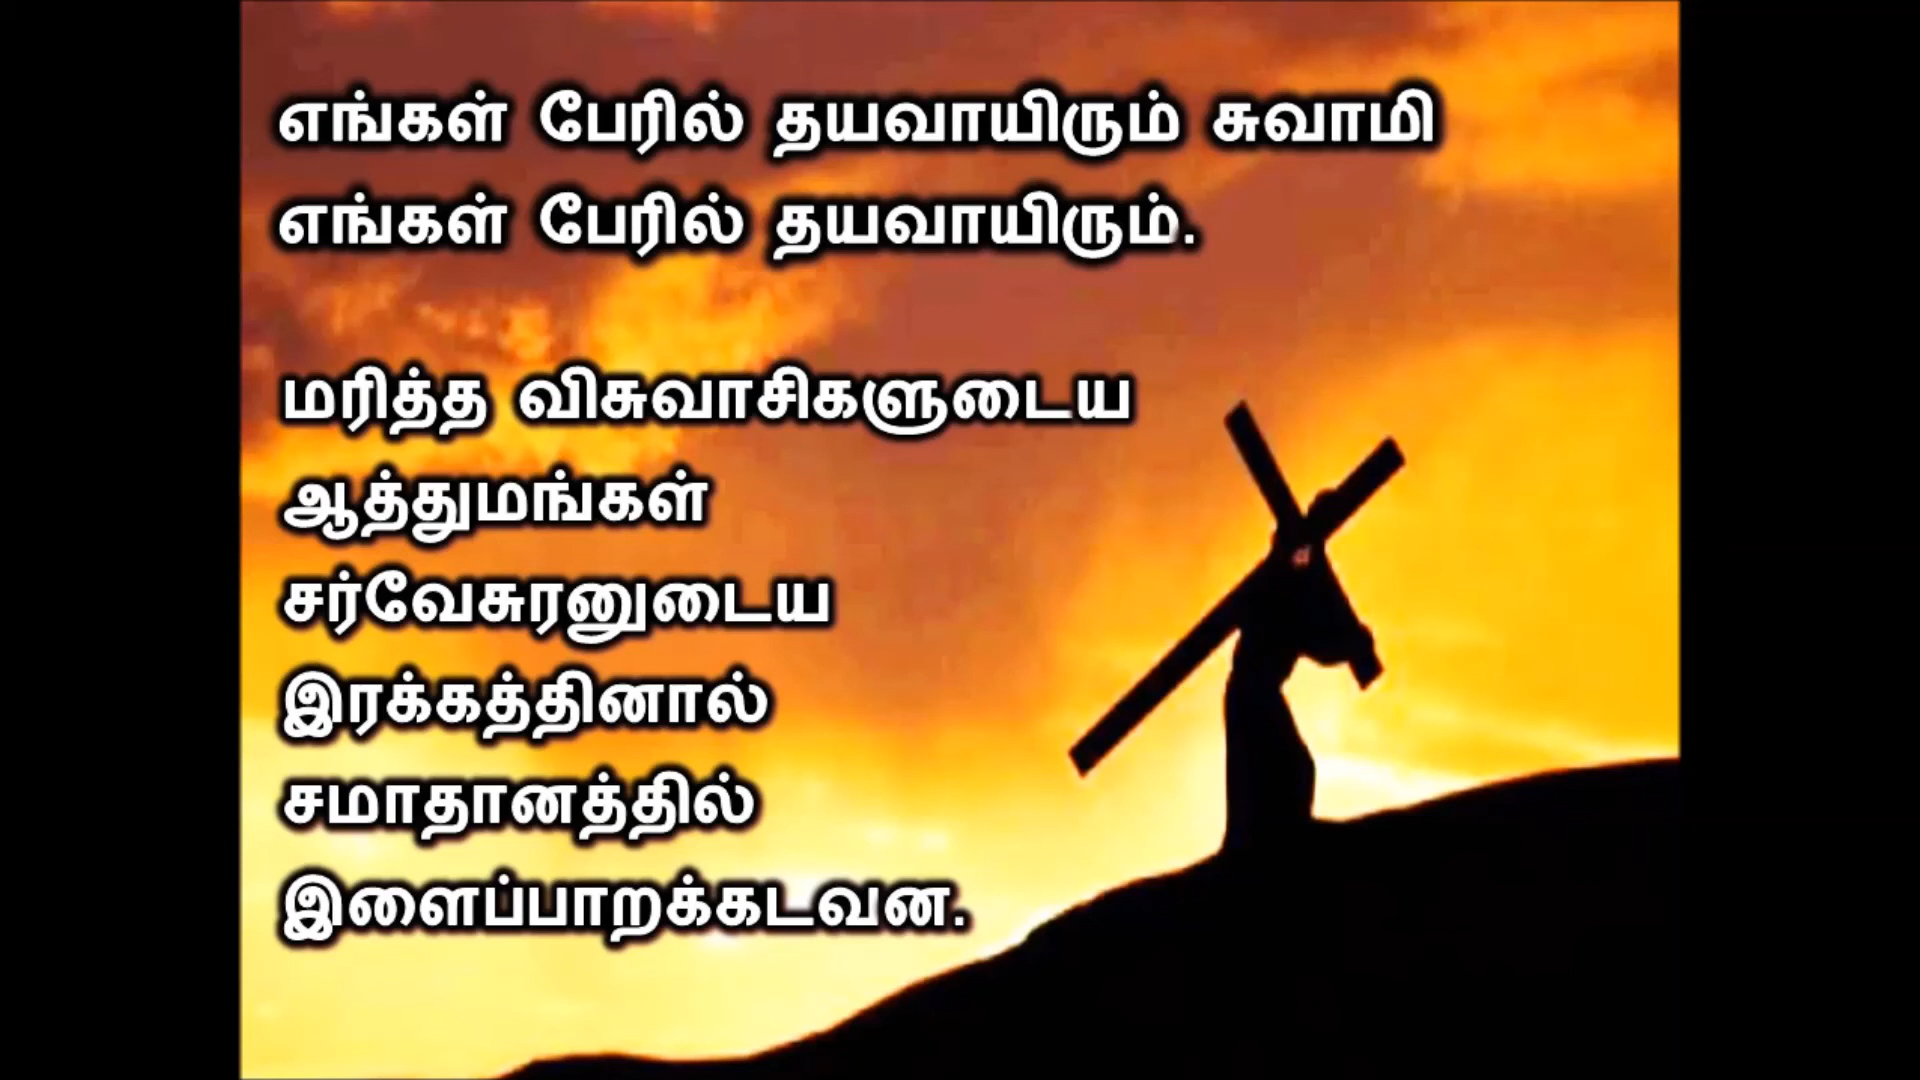 எங்கள் பேரில் தயவாயிரும் சுவாமி
எங்கள் பேரில் தயவாயிரும்.
மரித்த விசுவாசிகளுடைய
ஆத்துமங்கள்
சர்வேசுரனுடைய
இரக்கத்தினால்
சமாதானத்தில்
இளைப்பாறக்கடவன.